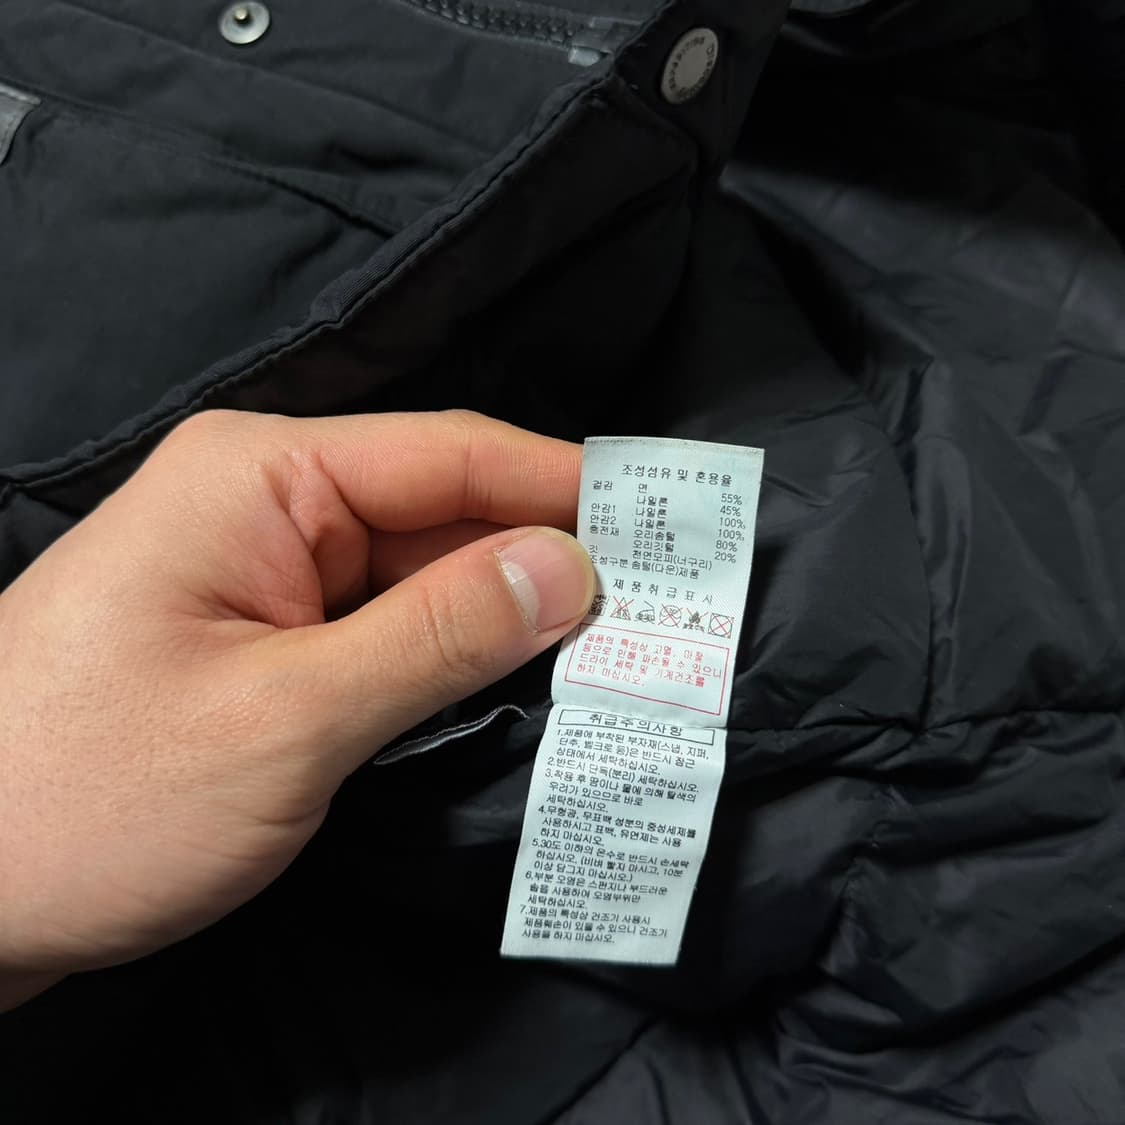 조성섬유 및 혼용율
겉감 면 55%
나일론 45%
안감1 나일론 100%
안감2 나일론 100%
충전재 오리솜털 80%
오리깃털 20%
깃 천연모피(너구리)
조성구분 솜털(다운)제품
제품취급표시
제품의 특성상 고열, 마찰
등으로 인해 파손될 수 있으니
드라이 세탁 및 기계건조를
하지 마십시오.
취급주의사항
1.제품에 부착된 부자재(스냅, 지퍼,
단추, 벨크로 등)은 반드시 잠근
상태에서 세탁하십시오.
2.반드시 단독(분리) 세탁하십시오.
3.착용 후 땀이나 물에 의해 탈색의
우려가 있으므로 바로
세탁하십시오.
4.무형광, 무표백 성분의 중성세제를
사용하시고 표백, 유연제는 사용
하지 마십시오.
5.30도 이하의 온수로 반드시 손세탁
하십시오. (비벼 빨지 마시고, 10분
이상 담그지 마십시오.)
6.부분 오염은 스펀지나 부드러운
솔을 사용하여 오염부위만
세탁하십시오.
7.제품의 특성상 건조기 사용시
제품훼손이 있을 수 있으니 건조기
사용을 하지 마십시오.